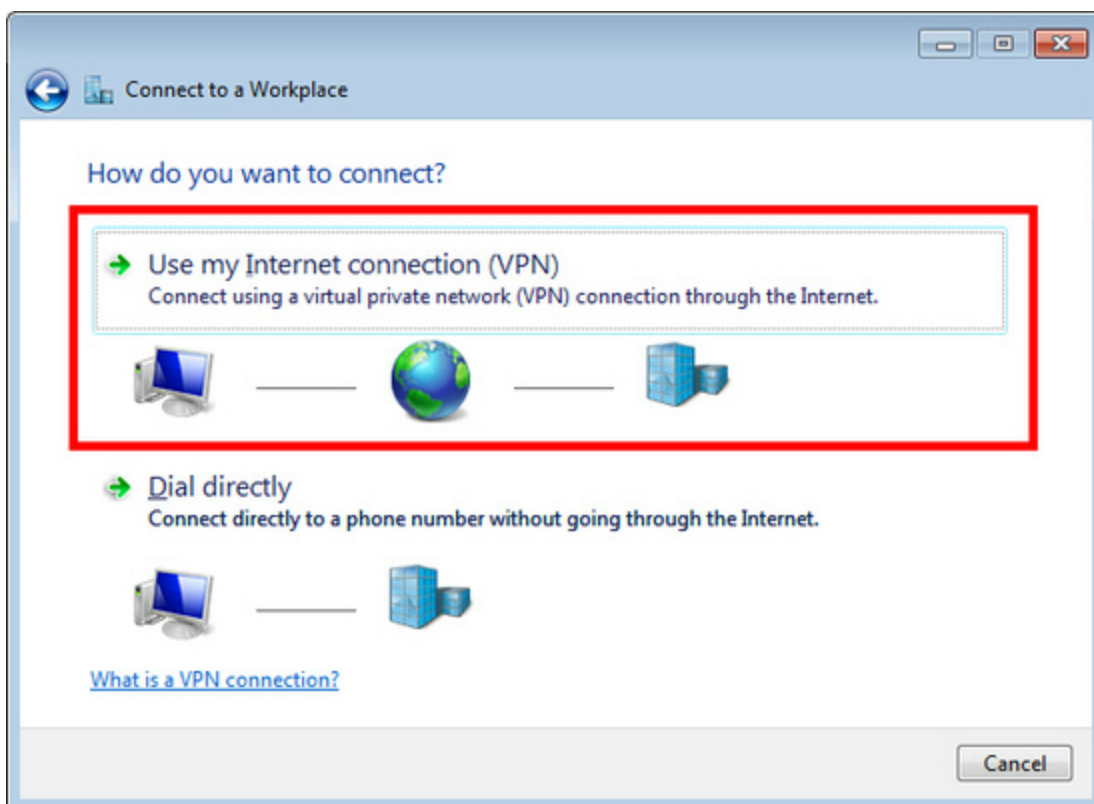 Connect to a Workplace
How do you want to connect?
Use my Internet connection (VPN)
Connect using a virtual private network (VPN) connection through the Internet.
Dial directly
Connect directly to a phone number without going through the Internet.
What is a VPN connection?
Cancel